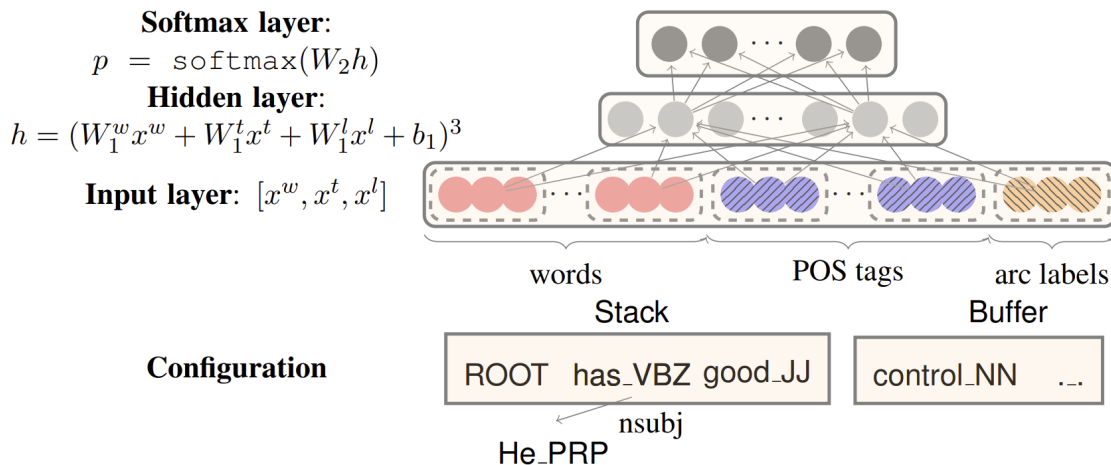 Softmax layer:
p = softmax(W₂h)
Hidden layer:
h = (W₁ʷxʷ + W₁ᵗxᵗ + W₁ˡxˡ + b₁)³
Input layer: [xʷ, xᵗ, xˡ]
...
...
...
...
words
POS tags
arc labels
Stack
Buffer
Configuration
ROOT has_VBZ good_JJ
control_NN ._.
nsubj
He_PRP